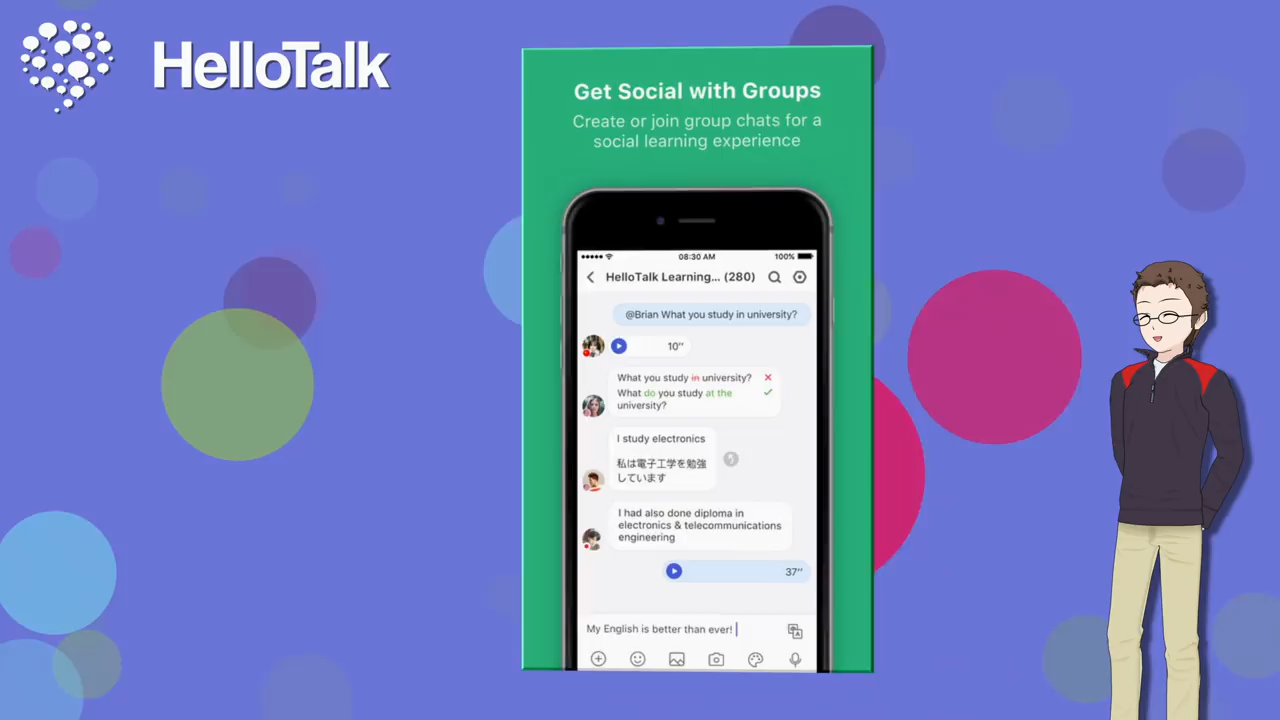 HelloTalk
Get Social with Groups
Create or join group chats for a
social learning experience
08:30 AM
100%
HelloTalk Learning... (280)
@Brian What you study in university?
10″
What you study in university?
What do you study at the
university?
I study electronics
私は電子工学を勉強
しています
I had also done diploma in
electronics & telecommunications
engineering
37″
My English is better than ever!